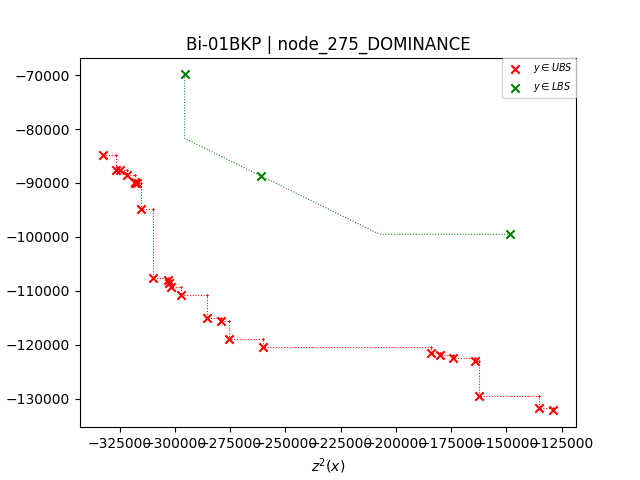 Bi-01BKP | node_275_DOMINANCE
y ∈ UBS
y ∈ LBS
−70000
−80000
−90000
−100000
−110000
−120000
−130000
−325000 −300000 −275000 −250000 −225000 −200000 −175000 −150000 −125000
z²(x)